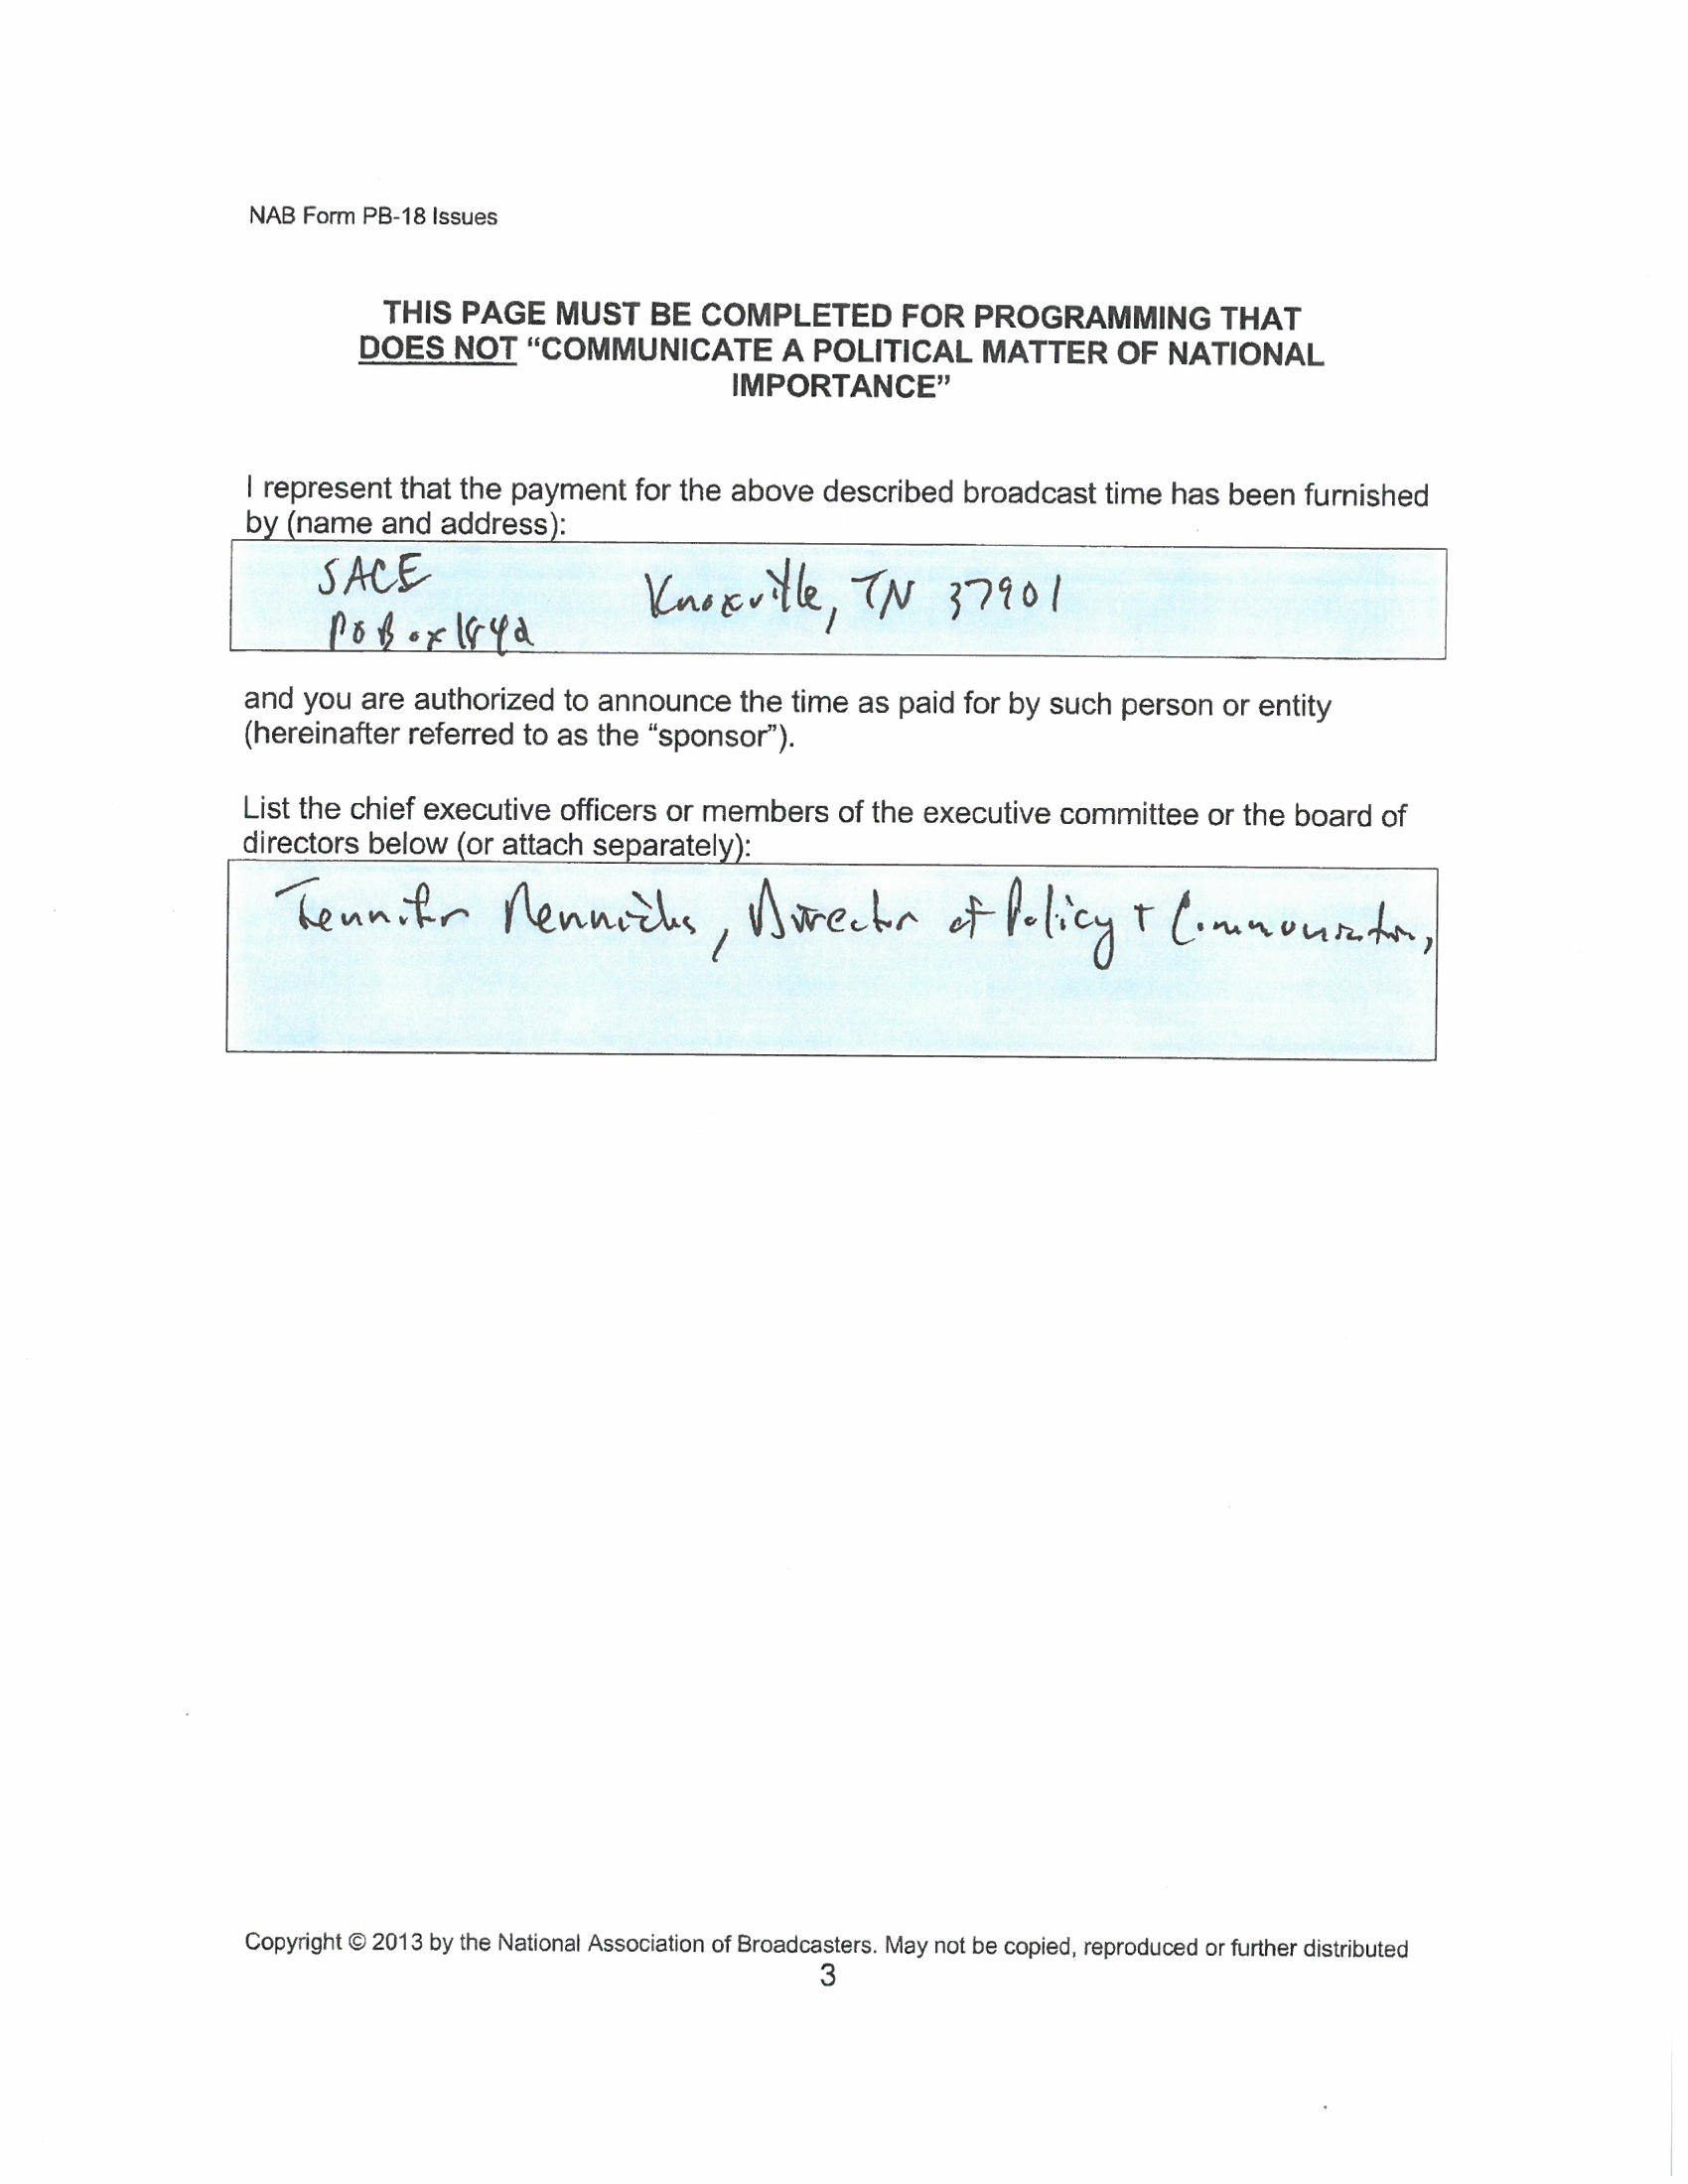 NAB Form PB-18 Issues
THIS PAGE MUST BE COMPLETED FOR PROGRAMMING THAT
DOES NOT “COMMUNICATE A POLITICAL MATTER OF NATIONAL
IMPORTANCE”
I represent that the payment for the above described broadcast time has been furnished
by (name and address):
SACE
Knoxville, TN 37901
PO Box
and you are authorized to announce the time as paid for by such person or entity
(hereinafter referred to as the “sponsor”).
List the chief executive officers or members of the executive committee or the board of
directors below (or attach separately):
Jennifer Rennicks, Director of Policy + Communication,
Copyright © 2013 by the National Association of Broadcasters. May not be copied, reproduced or further distributed
3